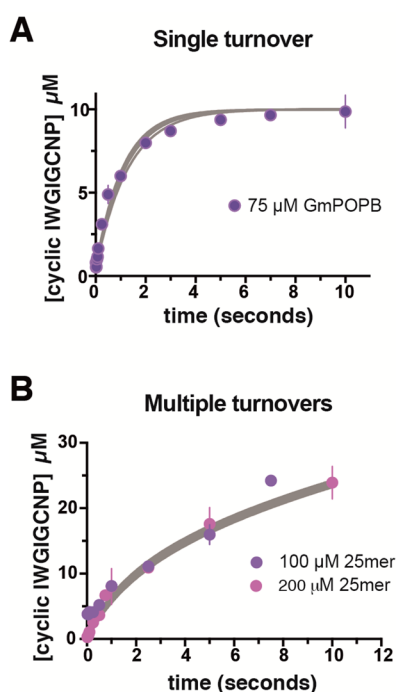 A
Single turnover
[cyclic IWGIGCNP] µM
10
5
0
75 µM GmPOPB
0 2 4 6 8 10
time (seconds)
B
Multiple turnovers
[cyclic IWGIGCNP] µM
30
20
10
0
100 µM 25mer
200 µM 25mer
0 2 4 6 8 10 12
time (seconds)